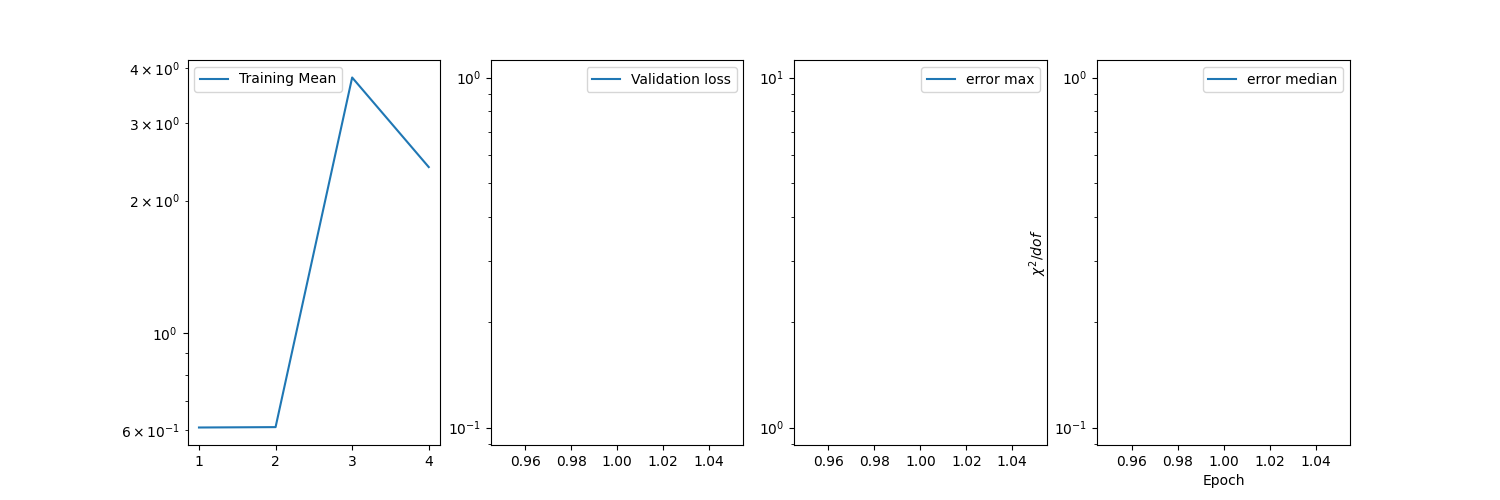 Training Mean
4 × 10⁰
3 × 10⁰
2 × 10⁰
10⁰
6 × 10⁻¹
1 2 3 4
Validation loss
10⁰
10⁻¹
0.96 0.98 1.00 1.02 1.04
error max
10¹
10⁰
0.96 0.98 1.00 1.02 1.04
χ²/dof
error median
10⁰
10⁻¹
0.96 0.98 1.00 1.02 1.04
Epoch